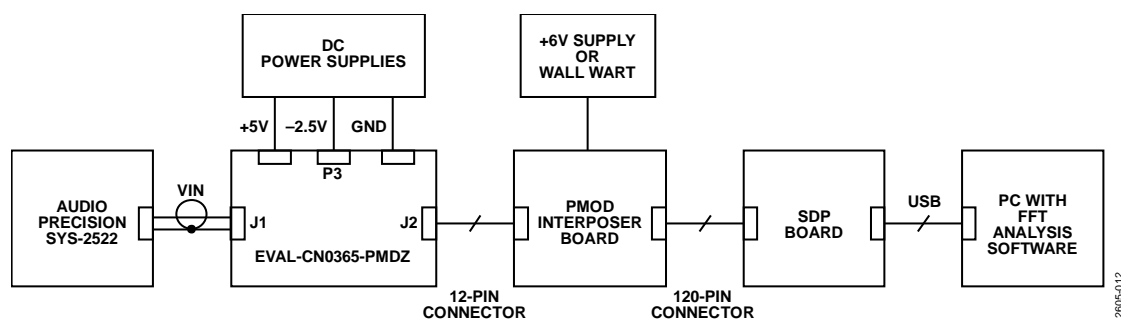 DC
POWER SUPPLIES
+6V SUPPLY
OR
WALL WART
+5V
–2.5V
GND
P3
AUDIO
PRECISION
SYS-2522
VIN
J1
J2
EVAL-CN0365-PMDZ
PMOD
INTERPOSER
BOARD
SDP
BOARD
USB
PC WITH
FFT
ANALYSIS
SOFTWARE
12-PIN
CONNECTOR
120-PIN
CONNECTOR
2605-012